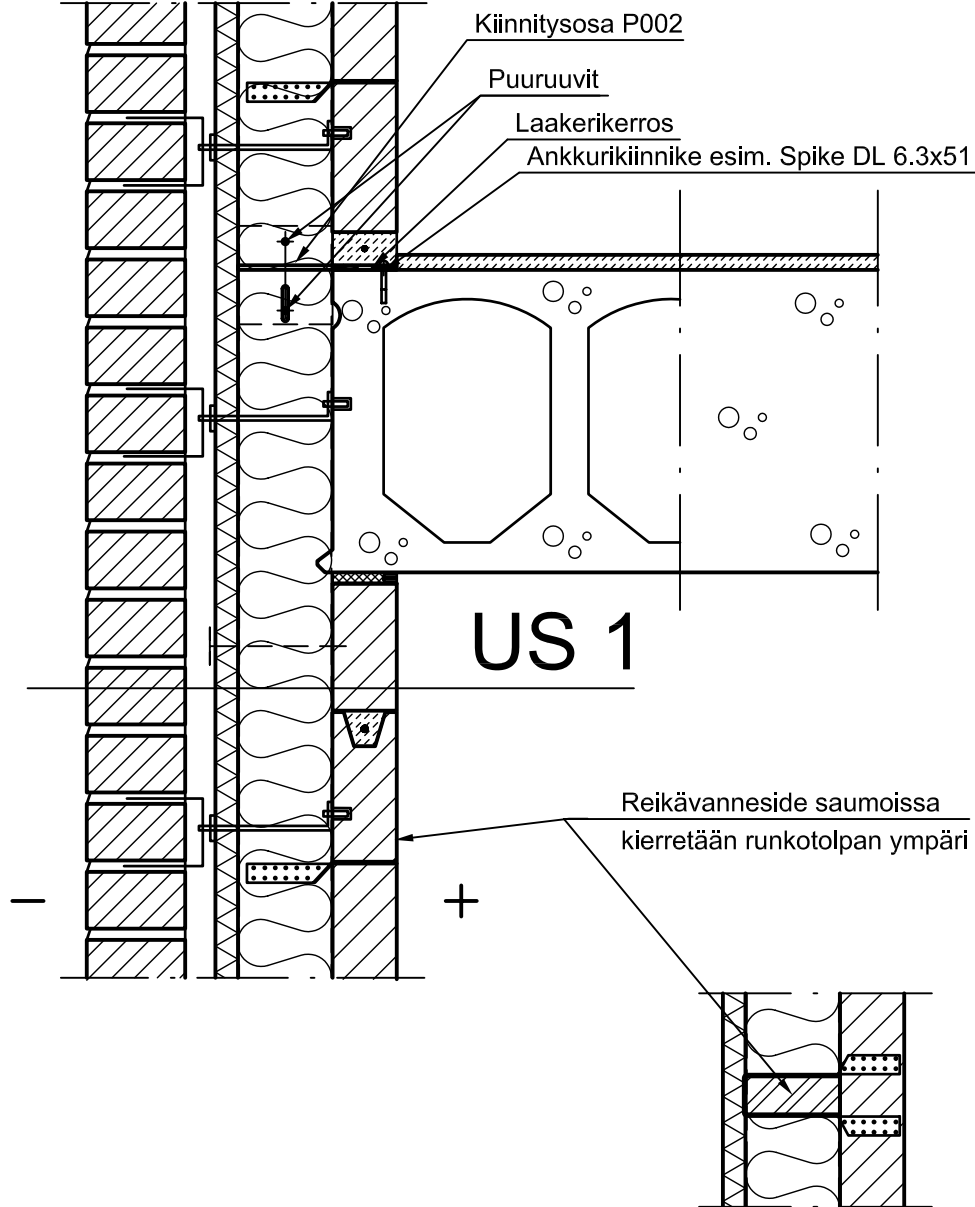 Kiinnitysosa P002
Puuruuvit
Laakerikerros
Ankkurikiinnike esim. Spike DL 6.3x51
US 1
Reikävanneside saumoissa
kierretään runkotolpan ympäri
- +